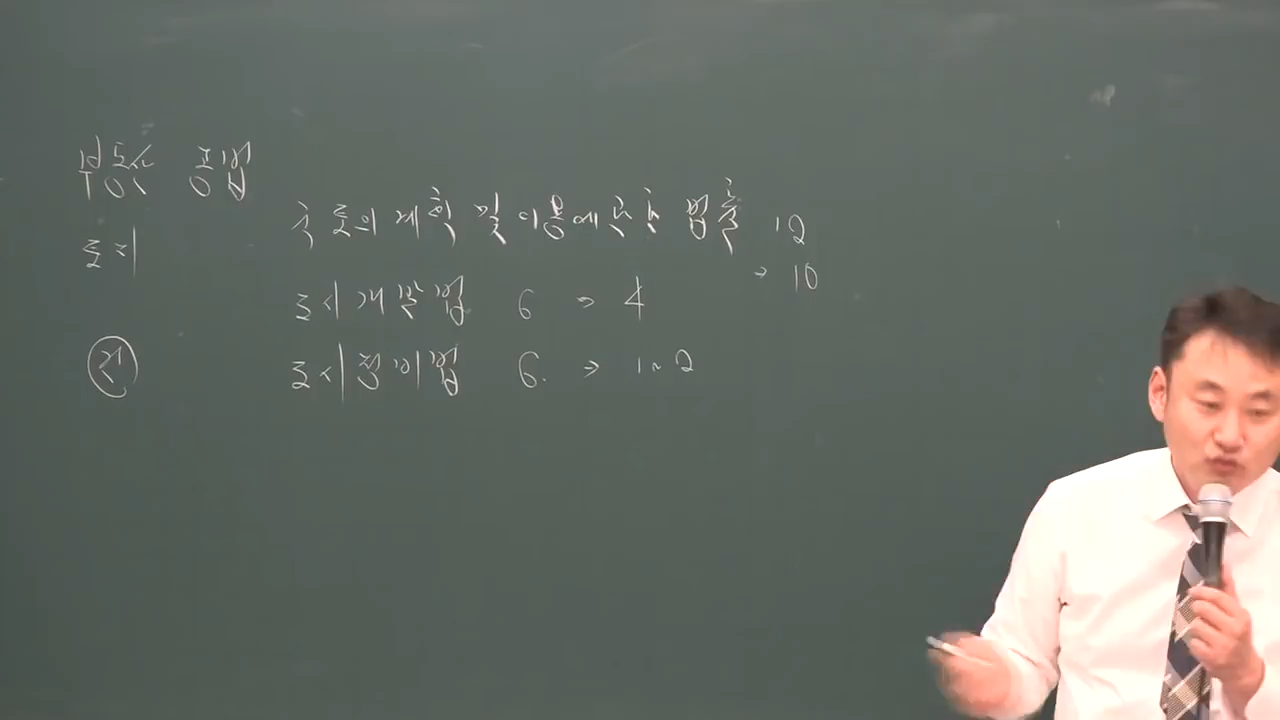 부동산 공법
토지
국토의 계획 및 이용에 관한 법률 12
→ 10
도시개발법 6 → 4
도시정비법 6. → 1~2